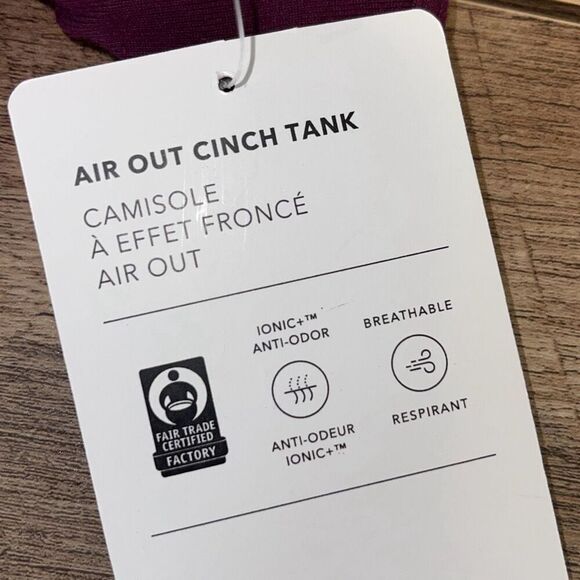 AIR OUT CINCH TANK
CAMISOLE
À EFFET FRONCÉ
AIR OUT
IONIC+™
ANTI-ODOR
BREATHABLE
FAIR TRADE
CERTIFIED
FACTORY
ANTI-ODEUR
IONIC+™
RESPIRANT